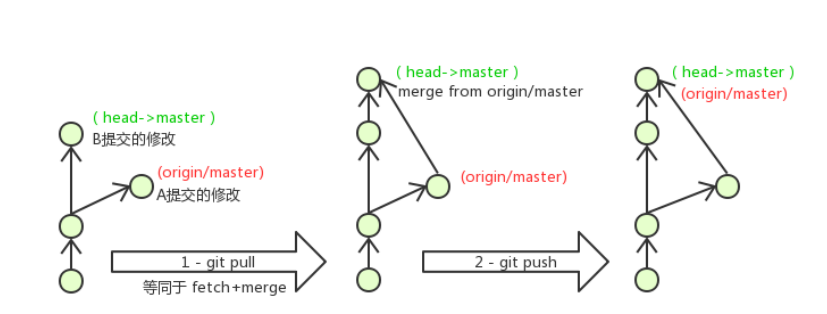 ( head->master )
B提交的修改
(origin/master)
A提交的修改
1 - git pull
等同于 fetch+merge
( head->master )
merge from origin/master
(origin/master)
2 - git push
( head->master )
(origin/master)